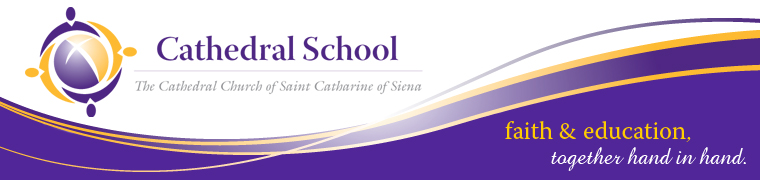 Cathedral School
The Cathedral Church of Saint Catharine of Siena
faith & education,
together hand in hand.